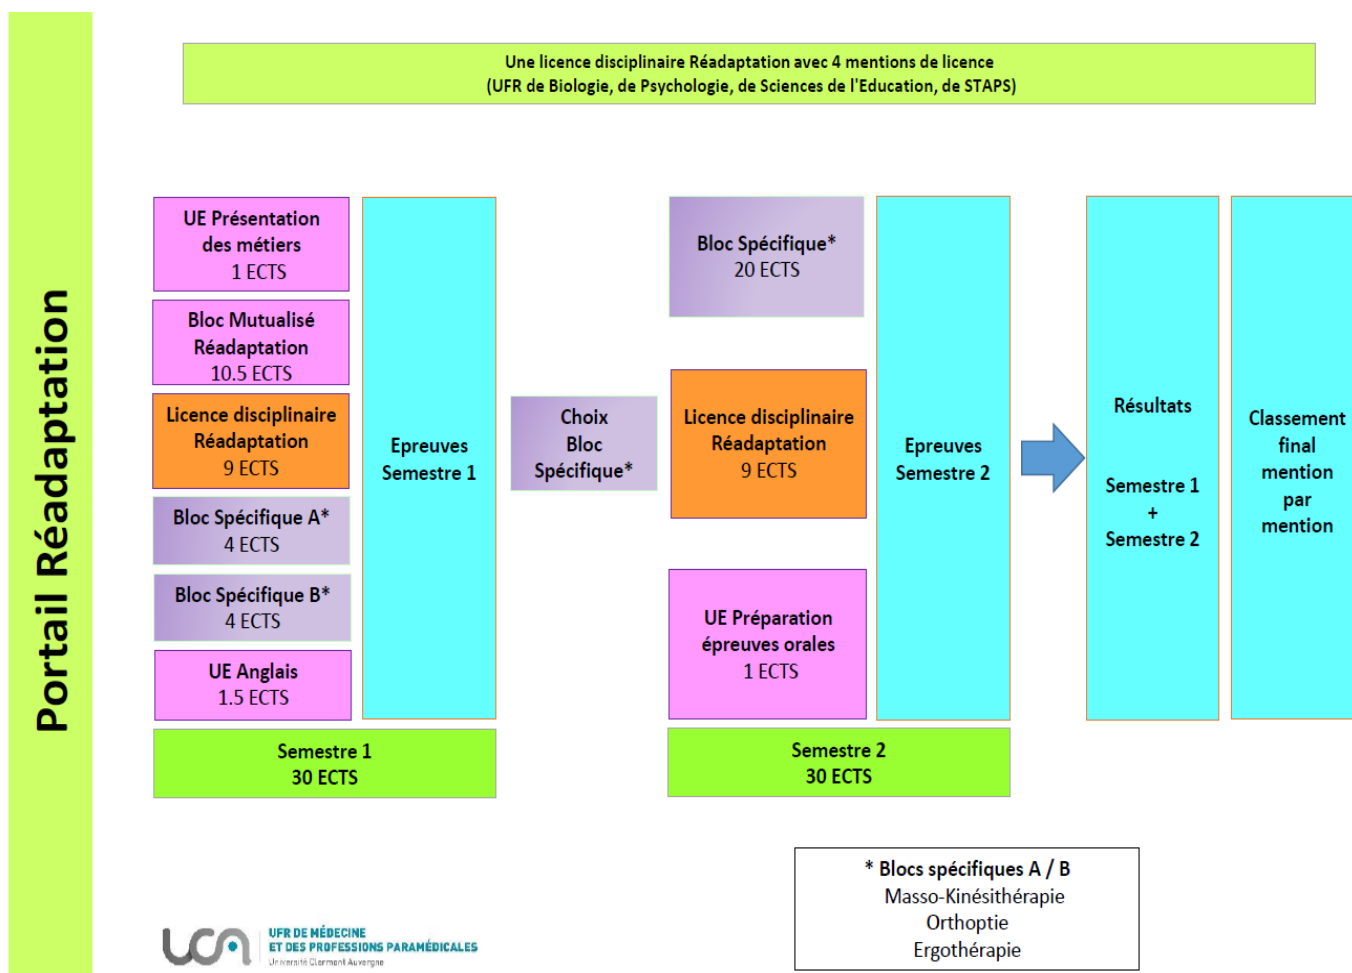 Une licence disciplinaire Réadaptation avec 4 mentions de licence
(UFR de Biologie, de Psychologie, de Sciences de l'Education, de STAPS)
Portail Réadaptation
UE Présentation
des métiers
1 ECTS
Bloc Mutualisé
Réadaptation
10.5 ECTS
Licence disciplinaire
Réadaptation
9 ECTS
Bloc Spécifique A*
4 ECTS
Bloc Spécifique B*
4 ECTS
UE Anglais
1.5 ECTS
Epreuves
Semestre 1
Semestre 1
30 ECTS
Choix
Bloc
Spécifique*
Bloc Spécifique*
20 ECTS
Licence disciplinaire
Réadaptation
9 ECTS
UE Préparation
épreuves orales
1 ECTS
Epreuves
Semestre 2
Semestre 2
30 ECTS
Résultats
Semestre 1
+
Semestre 2
Classement
final
mention
par
mention
* Blocs spécifiques A / B
Masso-Kinésithérapie
Orthoptie
Ergothérapie
UCA
UFR DE MÉDECINE
ET DES PROFESSIONS PARAMÉDICALES
Université Clermont Auvergne